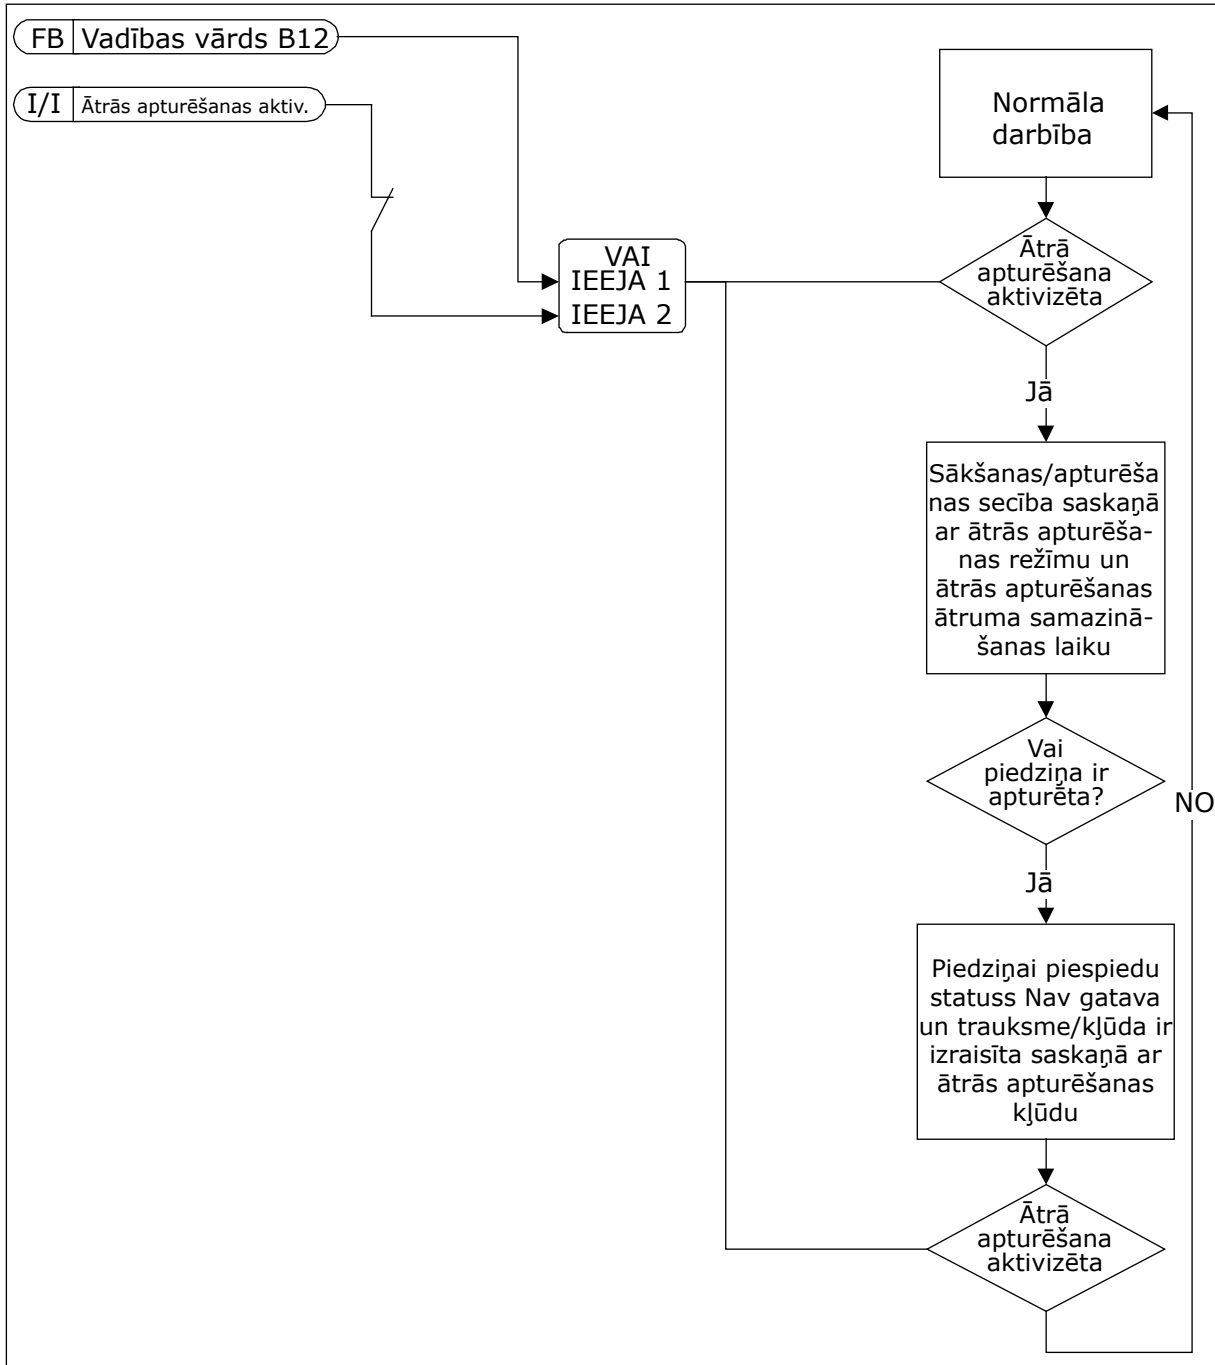 FB Vadības vārds B12
I/I Ātrās apturēšanas aktiv.
VAI
IEEJA 1
IEEJA 2
Normāla
darbība
Ātrā
apturēšana
aktivizēta
Jā
Sākšanas/apturēša
nas secība saskaņā
ar ātrās apturēša-
nas režīmu un
ātrās apturēšanas
ātruma samazinā-
šanas laiku
Vai
piedziņa ir
apturēta?
NO
Jā
Piedziņai piespiedu
statuss Nav gatava
un trauksme/kļūda ir
izraisīta saskaņā ar
ātrās apturēšanas
kļūdu
Ātrā
apturēšana
aktivizēta